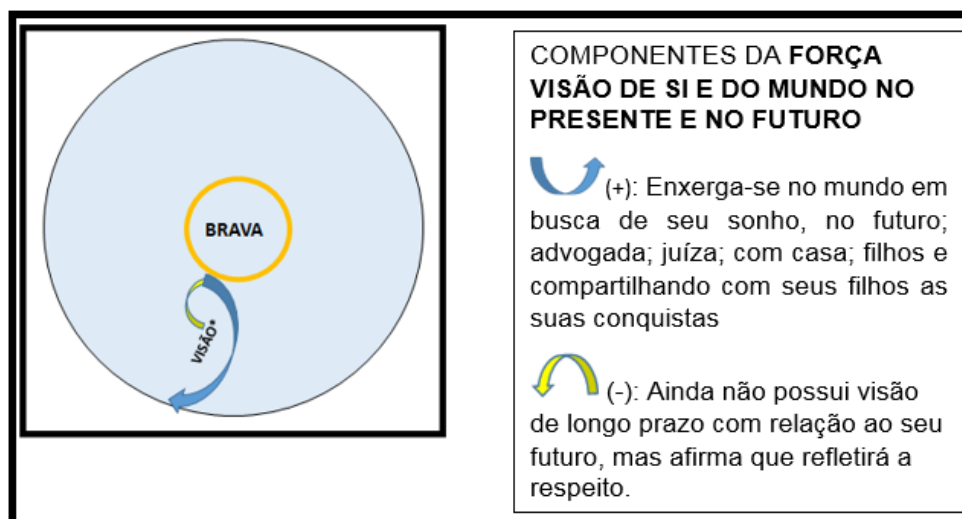 BRAVA
VISÃO*
COMPONENTES DA FORÇA
VISÃO DE SI E DO MUNDO NO
PRESENTE E NO FUTURO
(+): Enxerga-se no mundo em
busca de seu sonho, no futuro;
advogada; juíza; com casa; filhos e
compartilhando com seus filhos as
suas conquistas
(-): Ainda não possui visão
de longo prazo com relação ao seu
futuro, mas afirma que refletirá a
respeito.